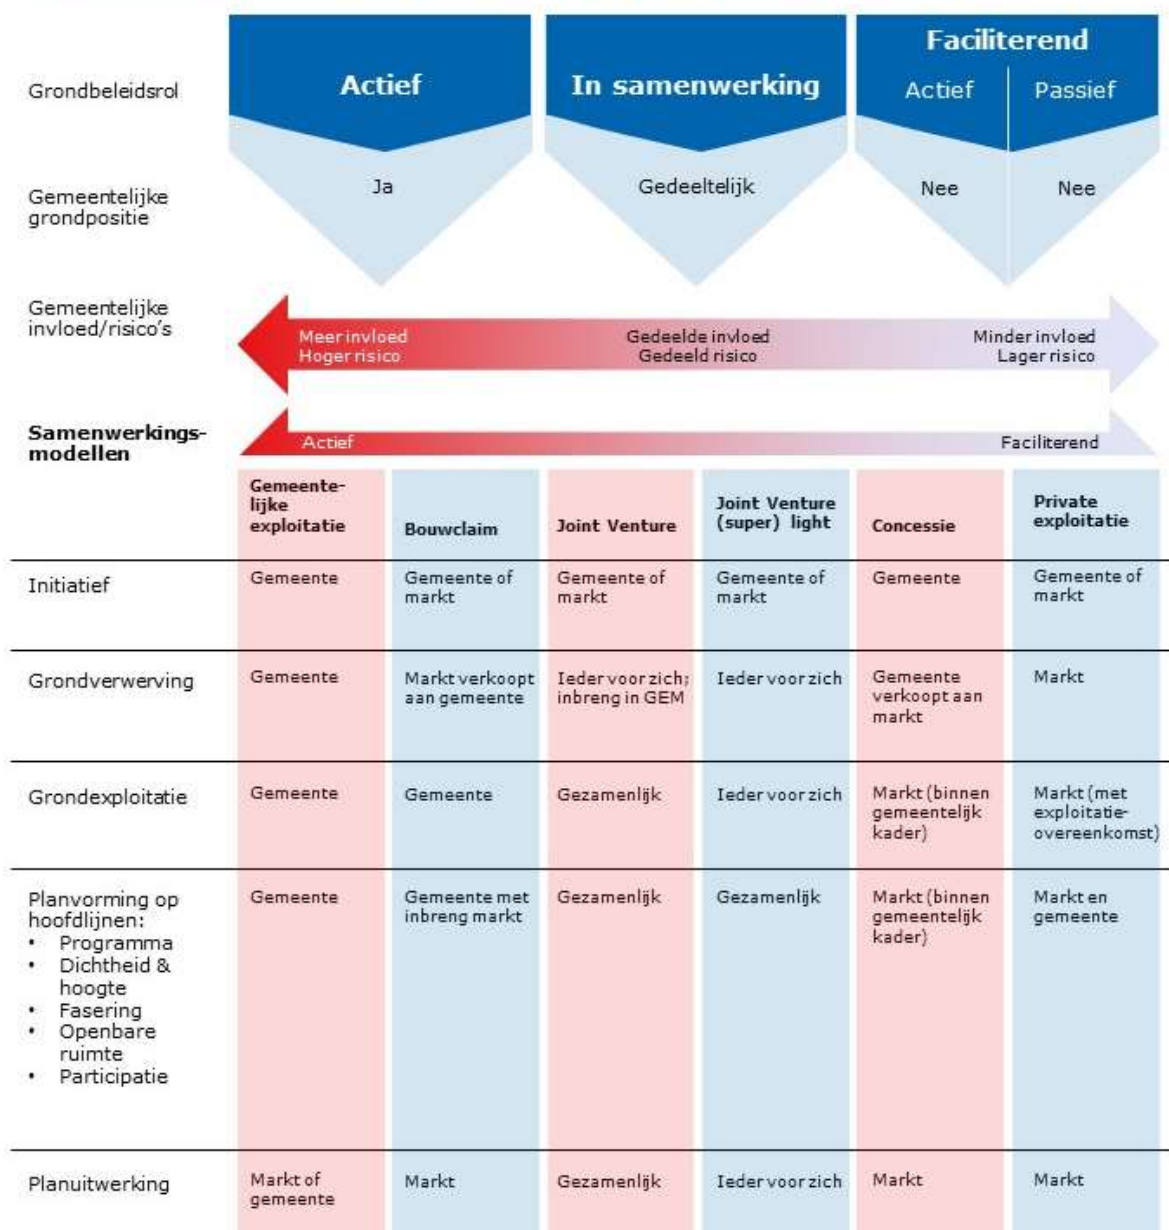 Grondbeleidsrol
Actief
In samenwerking
Faciliterend
Actief
Passief
Gemeentelijke
grondpositie
Ja
Gedeeltelijk
Nee
Nee
Gemeentelijke
invloed/risico's
Meer invloed
Hoger risico
Gedeelde invloed
Gedeeld risico
Minder invloed
Lager risico
Samenwerkings-
modellen
Actief
Faciliterend
Gemeente-
lijke
exploitatie
Bouwclaim
Joint Venture
Joint Venture
(super) light
Concessie
Private
exploitatie
Initiatief
Gemeente
Gemeente of
markt
Gemeente of
markt
Gemeente of
markt
Gemeente
Gemeente of
markt
Grondverwerving
Gemeente
Markt verkoopt
aan gemeente
Ieder voor zich;
inbreng in GEM
Ieder voor zich
Gemeente
verkoopt aan
markt
Markt
Grondexploitatie
Gemeente
Gemeente
Gezamenlijk
Ieder voor zich
Markt (binnen
gemeentelijk
kader)
Markt (met
exploitatie-
overeenkomst)
Planvorming op
hoofdlijnen:
• Programma
• Dichtheid &
hoogte
• Fasering
• Openbare
ruimte
• Participatie
Gemeente
Gemeente met
inbreng markt
Gezamenlijk
Gezamenlijk
Markt (binnen
gemeentelijk
kader)
Markt en
gemeente
Planuitwerking
Markt of
gemeente
Markt
Gezamenlijk
Ieder voor zich
Markt
Markt